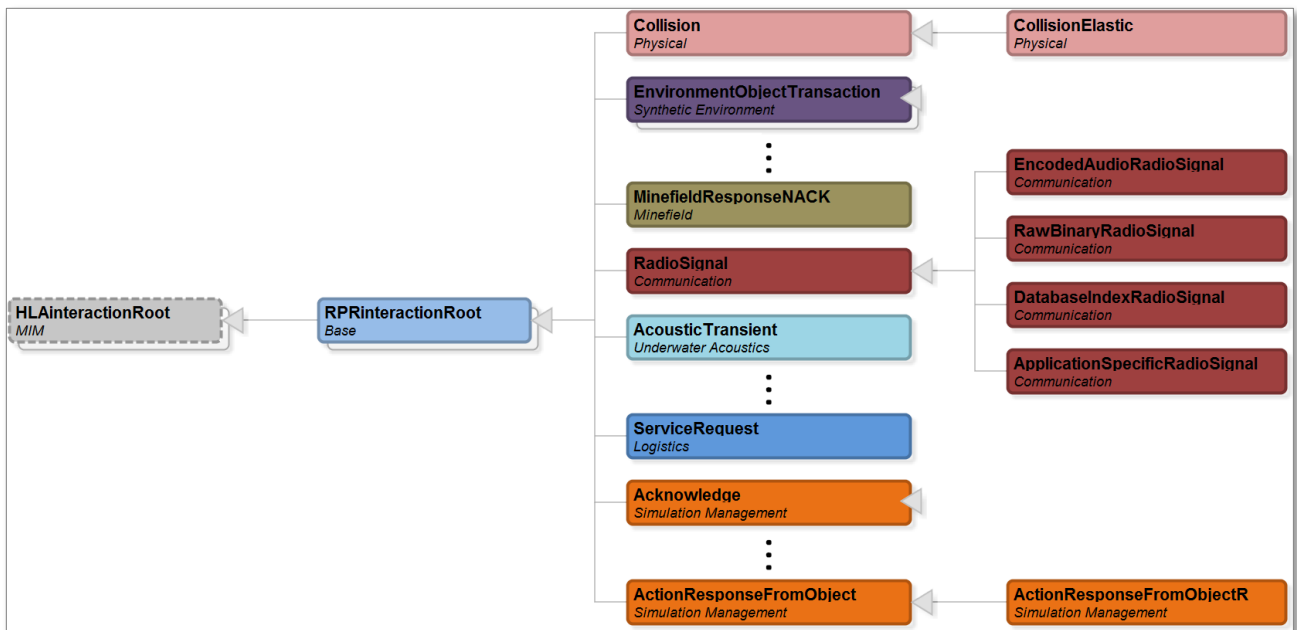 Collision
Physical
CollisionElastic
Physical
EnvironmentObjectTransaction
Synthetic Environment
MinefieldResponseNACK
Minefield
EncodedAudioRadioSignal
Communication
RawBinaryRadioSignal
Communication
RadioSignal
Communication
DatabaseIndexRadioSignal
Communication
HLAinteractionRoot
MIM
RPRinteractionRoot
Base
AcousticTransient
Underwater Acoustics
ApplicationSpecificRadioSignal
Communication
ServiceRequest
Logistics
Acknowledge
Simulation Management
ActionResponseFromObject
Simulation Management
ActionResponseFromObjectR
Simulation Management